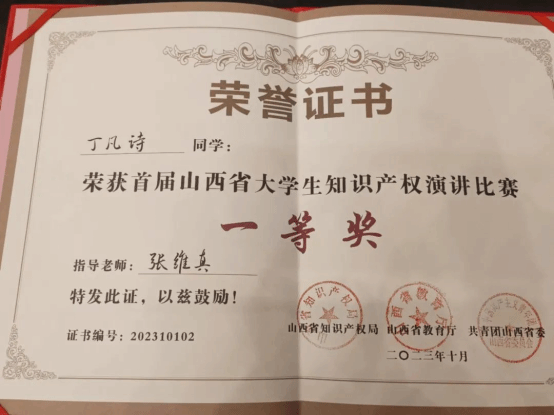 荣誉证书
丁凡诗 同学：
荣获首届山西省大学生知识产权演讲比赛
一等奖
指导老师：张维真
特发此证，以兹鼓励！
证书编号：202310102
山西省知识产权局 山西省教育厅 共青团山西省委
二〇二三年十月